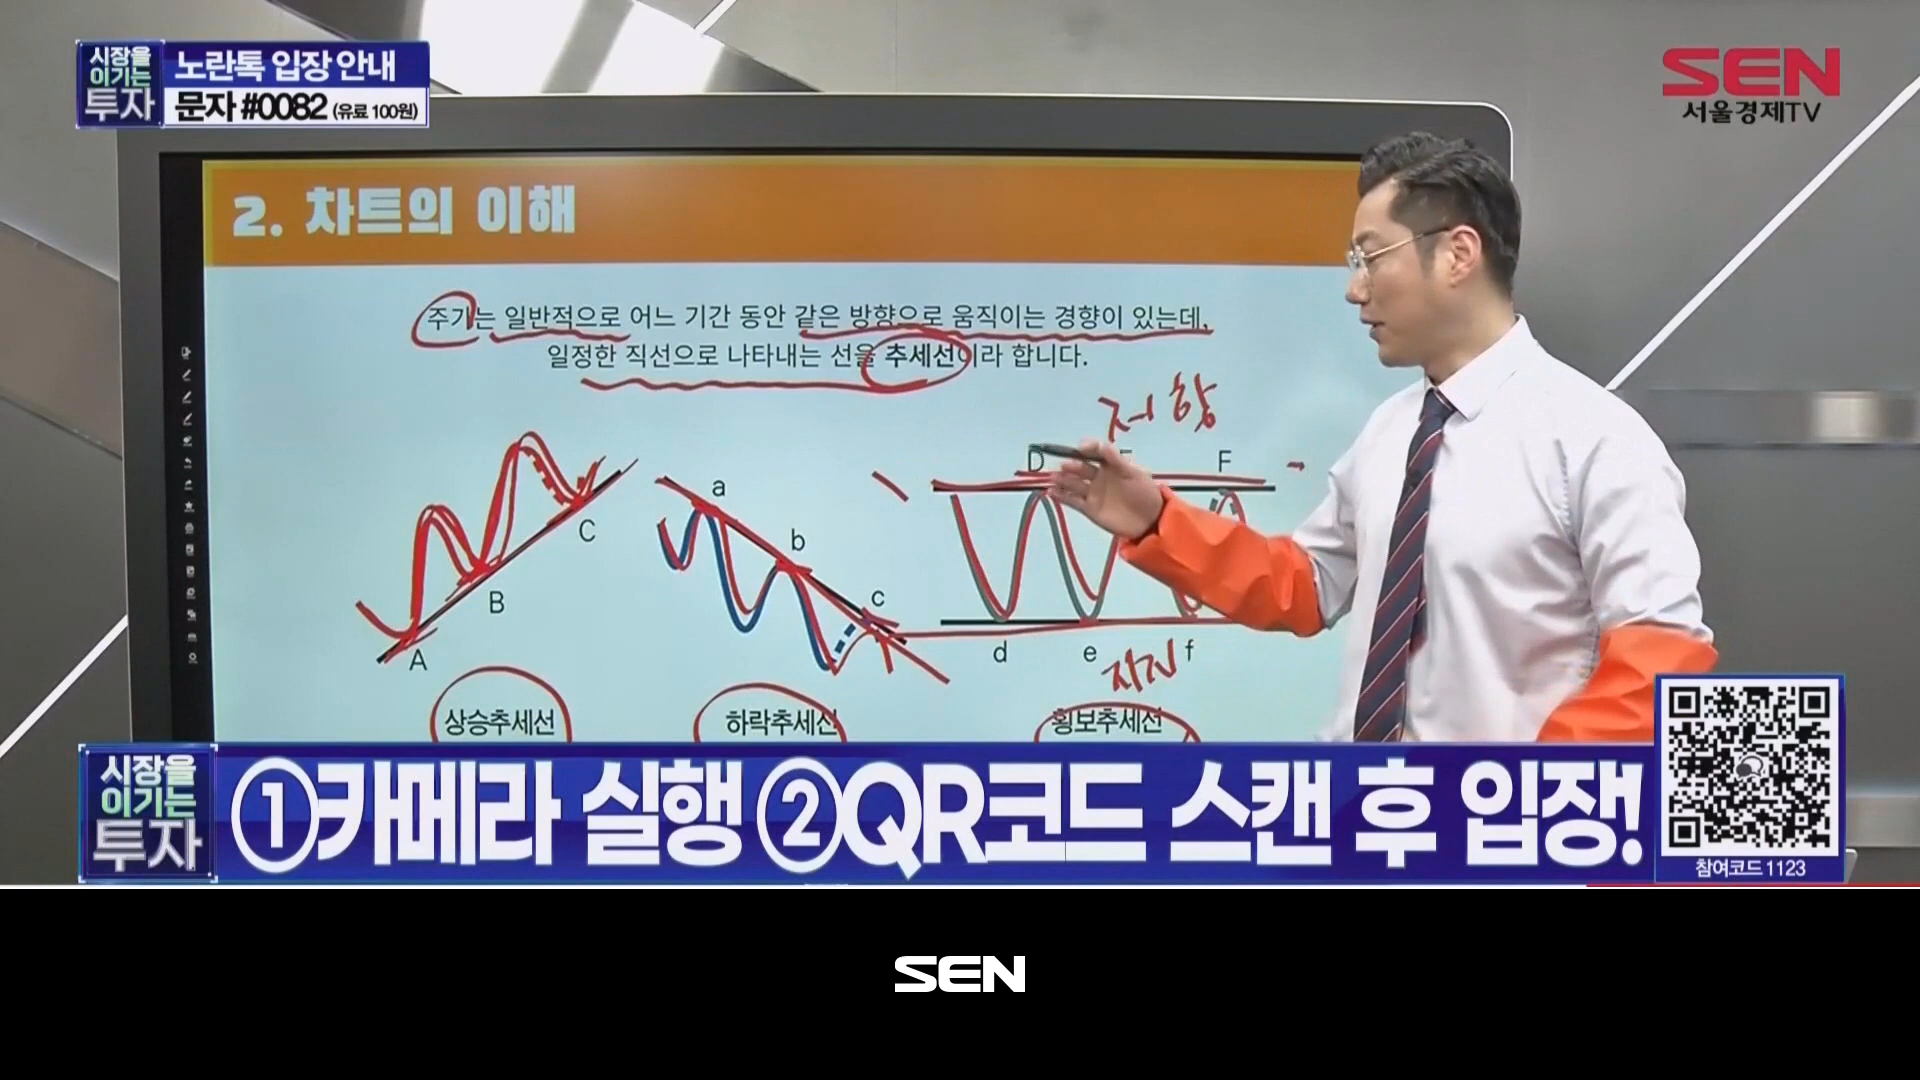 시장을
이기는
투자
노란톡 입장 안내
문자 #0082 (유료 100원)
SEN
서울경제TV
2. 차트의 이해
주가는 일반적으로 어느 기간 동안 같은 방향으로 움직이는 경향이 있는데,
일정한 직선으로 나타내는 선을 추세선이라 합니다.
저항
D F
a
C
b
B
c
A
d e f
지지
상승추세선 하락추세선 횡보추세선
시장을
이기는
투자
①카메라 실행 ②QR코드 스캔 후 입장!
참여코드 1123
SEN